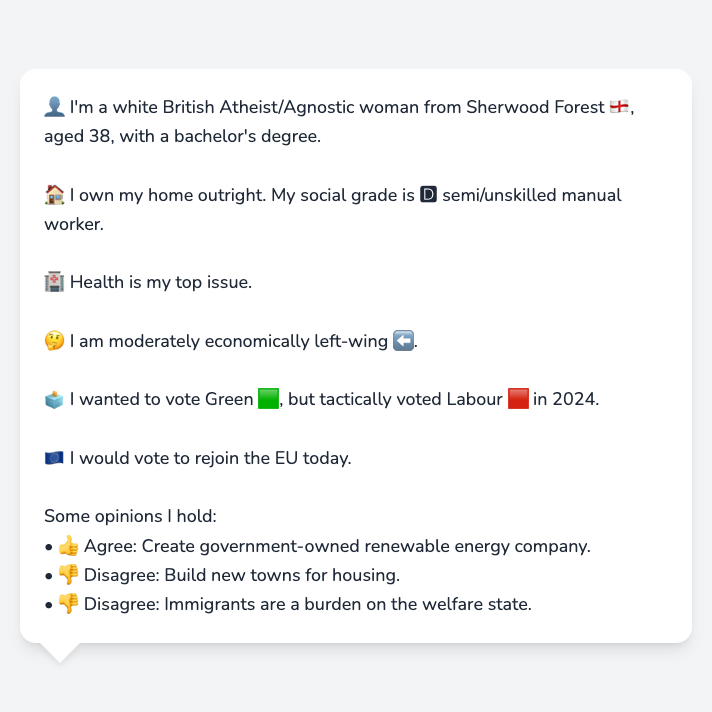 👤 I'm a white British Atheist/Agnostic woman from Sherwood Forest 🏴󠁧󠁢󠁥󠁮󠁧󠁿,
aged 38, with a bachelor's degree.
🏠 I own my home outright. My social grade is 🅳 semi/unskilled manual
worker.
🏥 Health is my top issue.
🤔 I am moderately economically left-wing ⬅️.
🗳️ I wanted to vote Green 🟩, but tactically voted Labour 🟥 in 2024.
🇪🇺 I would vote to rejoin the EU today.
Some opinions I hold:
• 👍 Agree: Create government-owned renewable energy company.
• 👎 Disagree: Build new towns for housing.
• 👎 Disagree: Immigrants are a burden on the welfare state.